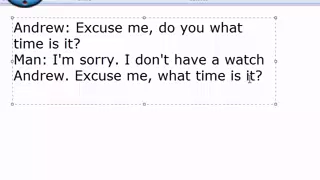 Andrew: Excuse me, do you what
time is it?
Man: I'm sorry. I don't have a watch
Andrew. Excuse me, what time is it?